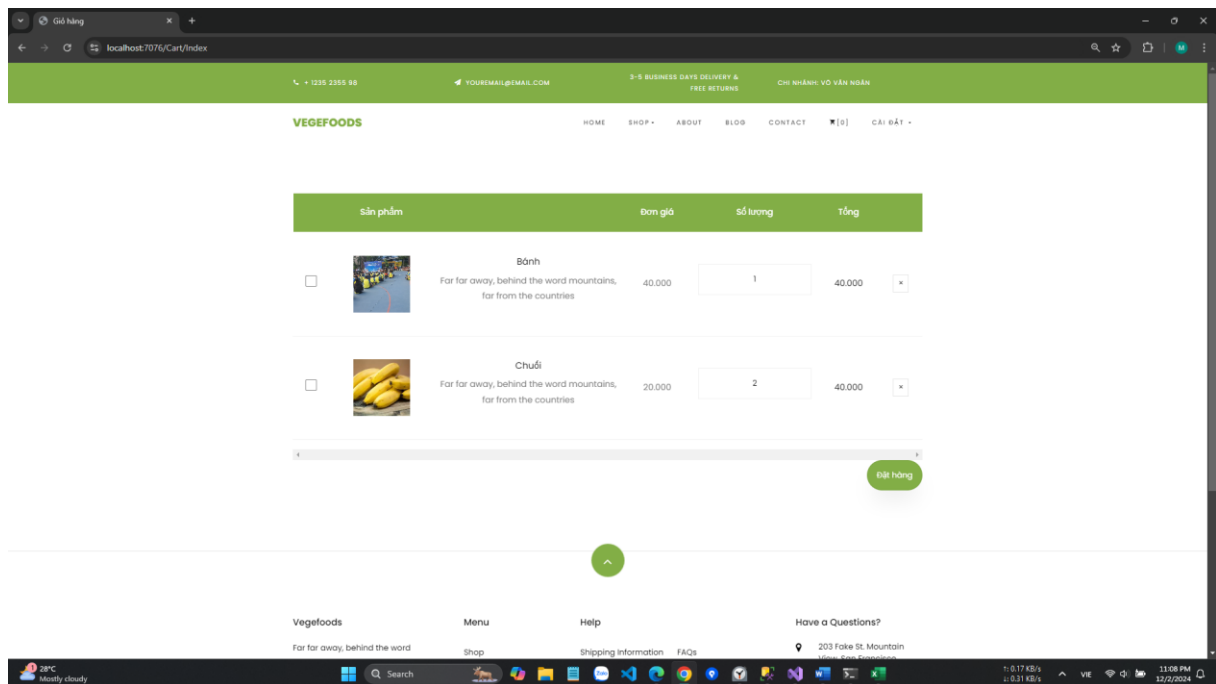 Giỏ hàng
localhost:7076/Cart/Index
M
+ 1235 2355 98
YOUREMAIL@EMAIL.COM
3-5 BUSINESS DAYS DELIVERY &
FREE RETURNS
CHI NHÁNH: VÕ VĂN NGÂN
VEGEFOODS
HOME SHOP ABOUT BLOG CONTACT [0] CÀI ĐẶT
Sản phẩm Đơn giá Số lượng Tổng
Bánh
Far far away, behind the word mountains,
far from the countries
40.000 1 40.000 ×
Chuối
Far far away, behind the word mountains,
far from the countries
20.000 2 40.000 ×
Đặt hàng
Vegefoods Menu Help Have a Questions?
Far far away, behind the word
Shop
Shipping Information FAQs
203 Fake St. Mountain
View, San Francisco
1
28°C
Mostly cloudy
Search
Zalo
0.17 KB/s
0.31 KB/s
VIE
11:08 PM
12/2/2024